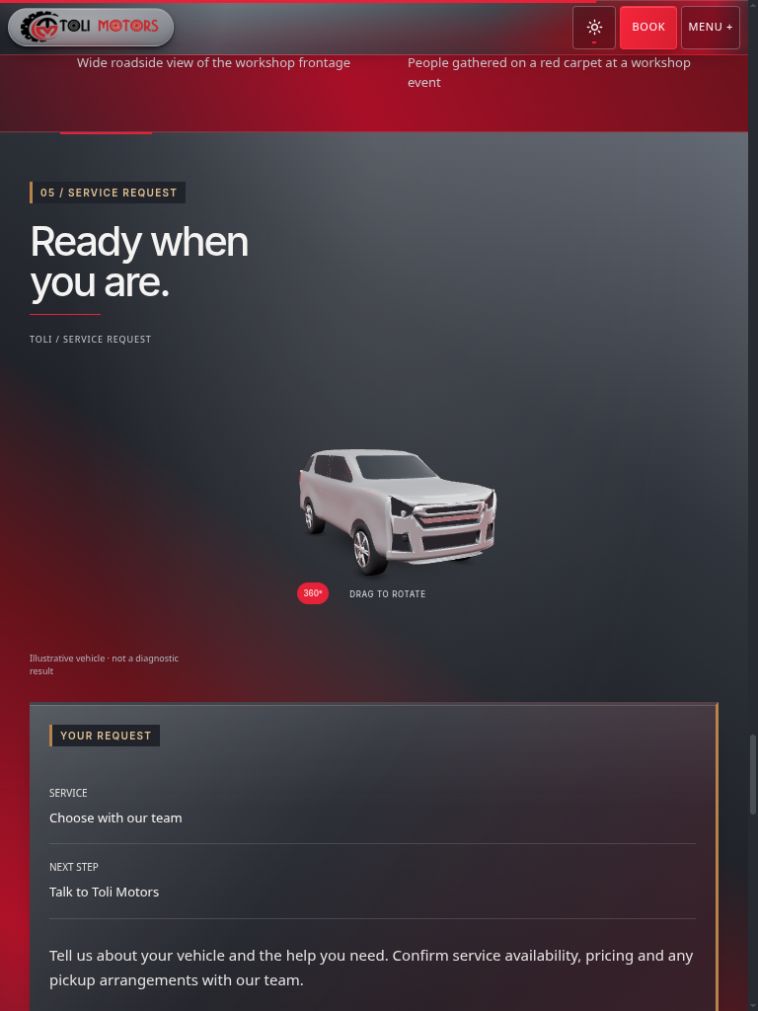 TOLI MOTORS
BOOK
MENU +
Wide roadside view of the workshop frontage
People gathered on a red carpet at a workshop
event
05 / SERVICE REQUEST
Ready when
you are.
TOLI / SERVICE REQUEST
360°
DRAG TO ROTATE
Illustrative vehicle · not a diagnostic
result
YOUR REQUEST
SERVICE
Choose with our team
NEXT STEP
Talk to Toli Motors
Tell us about your vehicle and the help you need. Confirm service availability, pricing and any
pickup arrangements with our team.